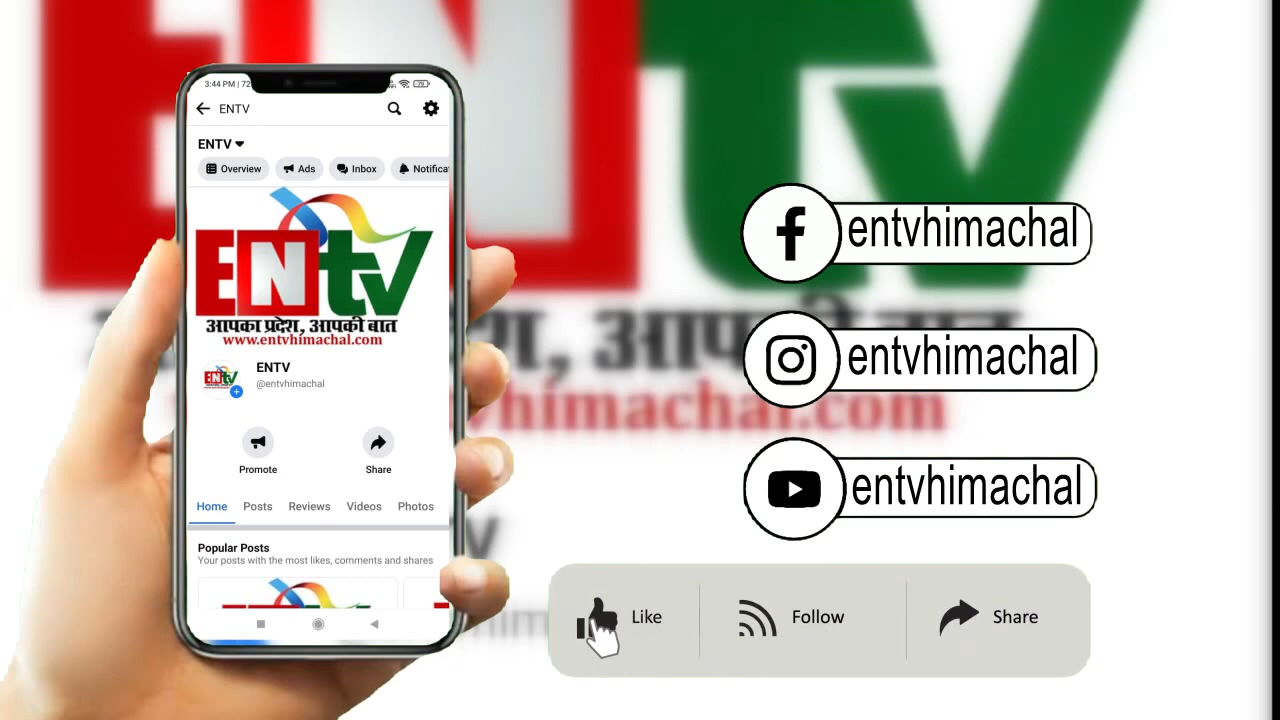 3:44 PM | 72
ENTV
ENTV
Overview
Ads
Inbox
Notifica
ENtv
आपका प्रदेश, आपकी बात
www.entvhimachal.com
ENTV
@entvhimachal
Promote
Share
Home
Posts
Reviews
Videos
Photos
Popular Posts
Your posts with the most likes, comments and shares
entvhimachal
entvhimachal
entvhimachal
Like
Follow
Share